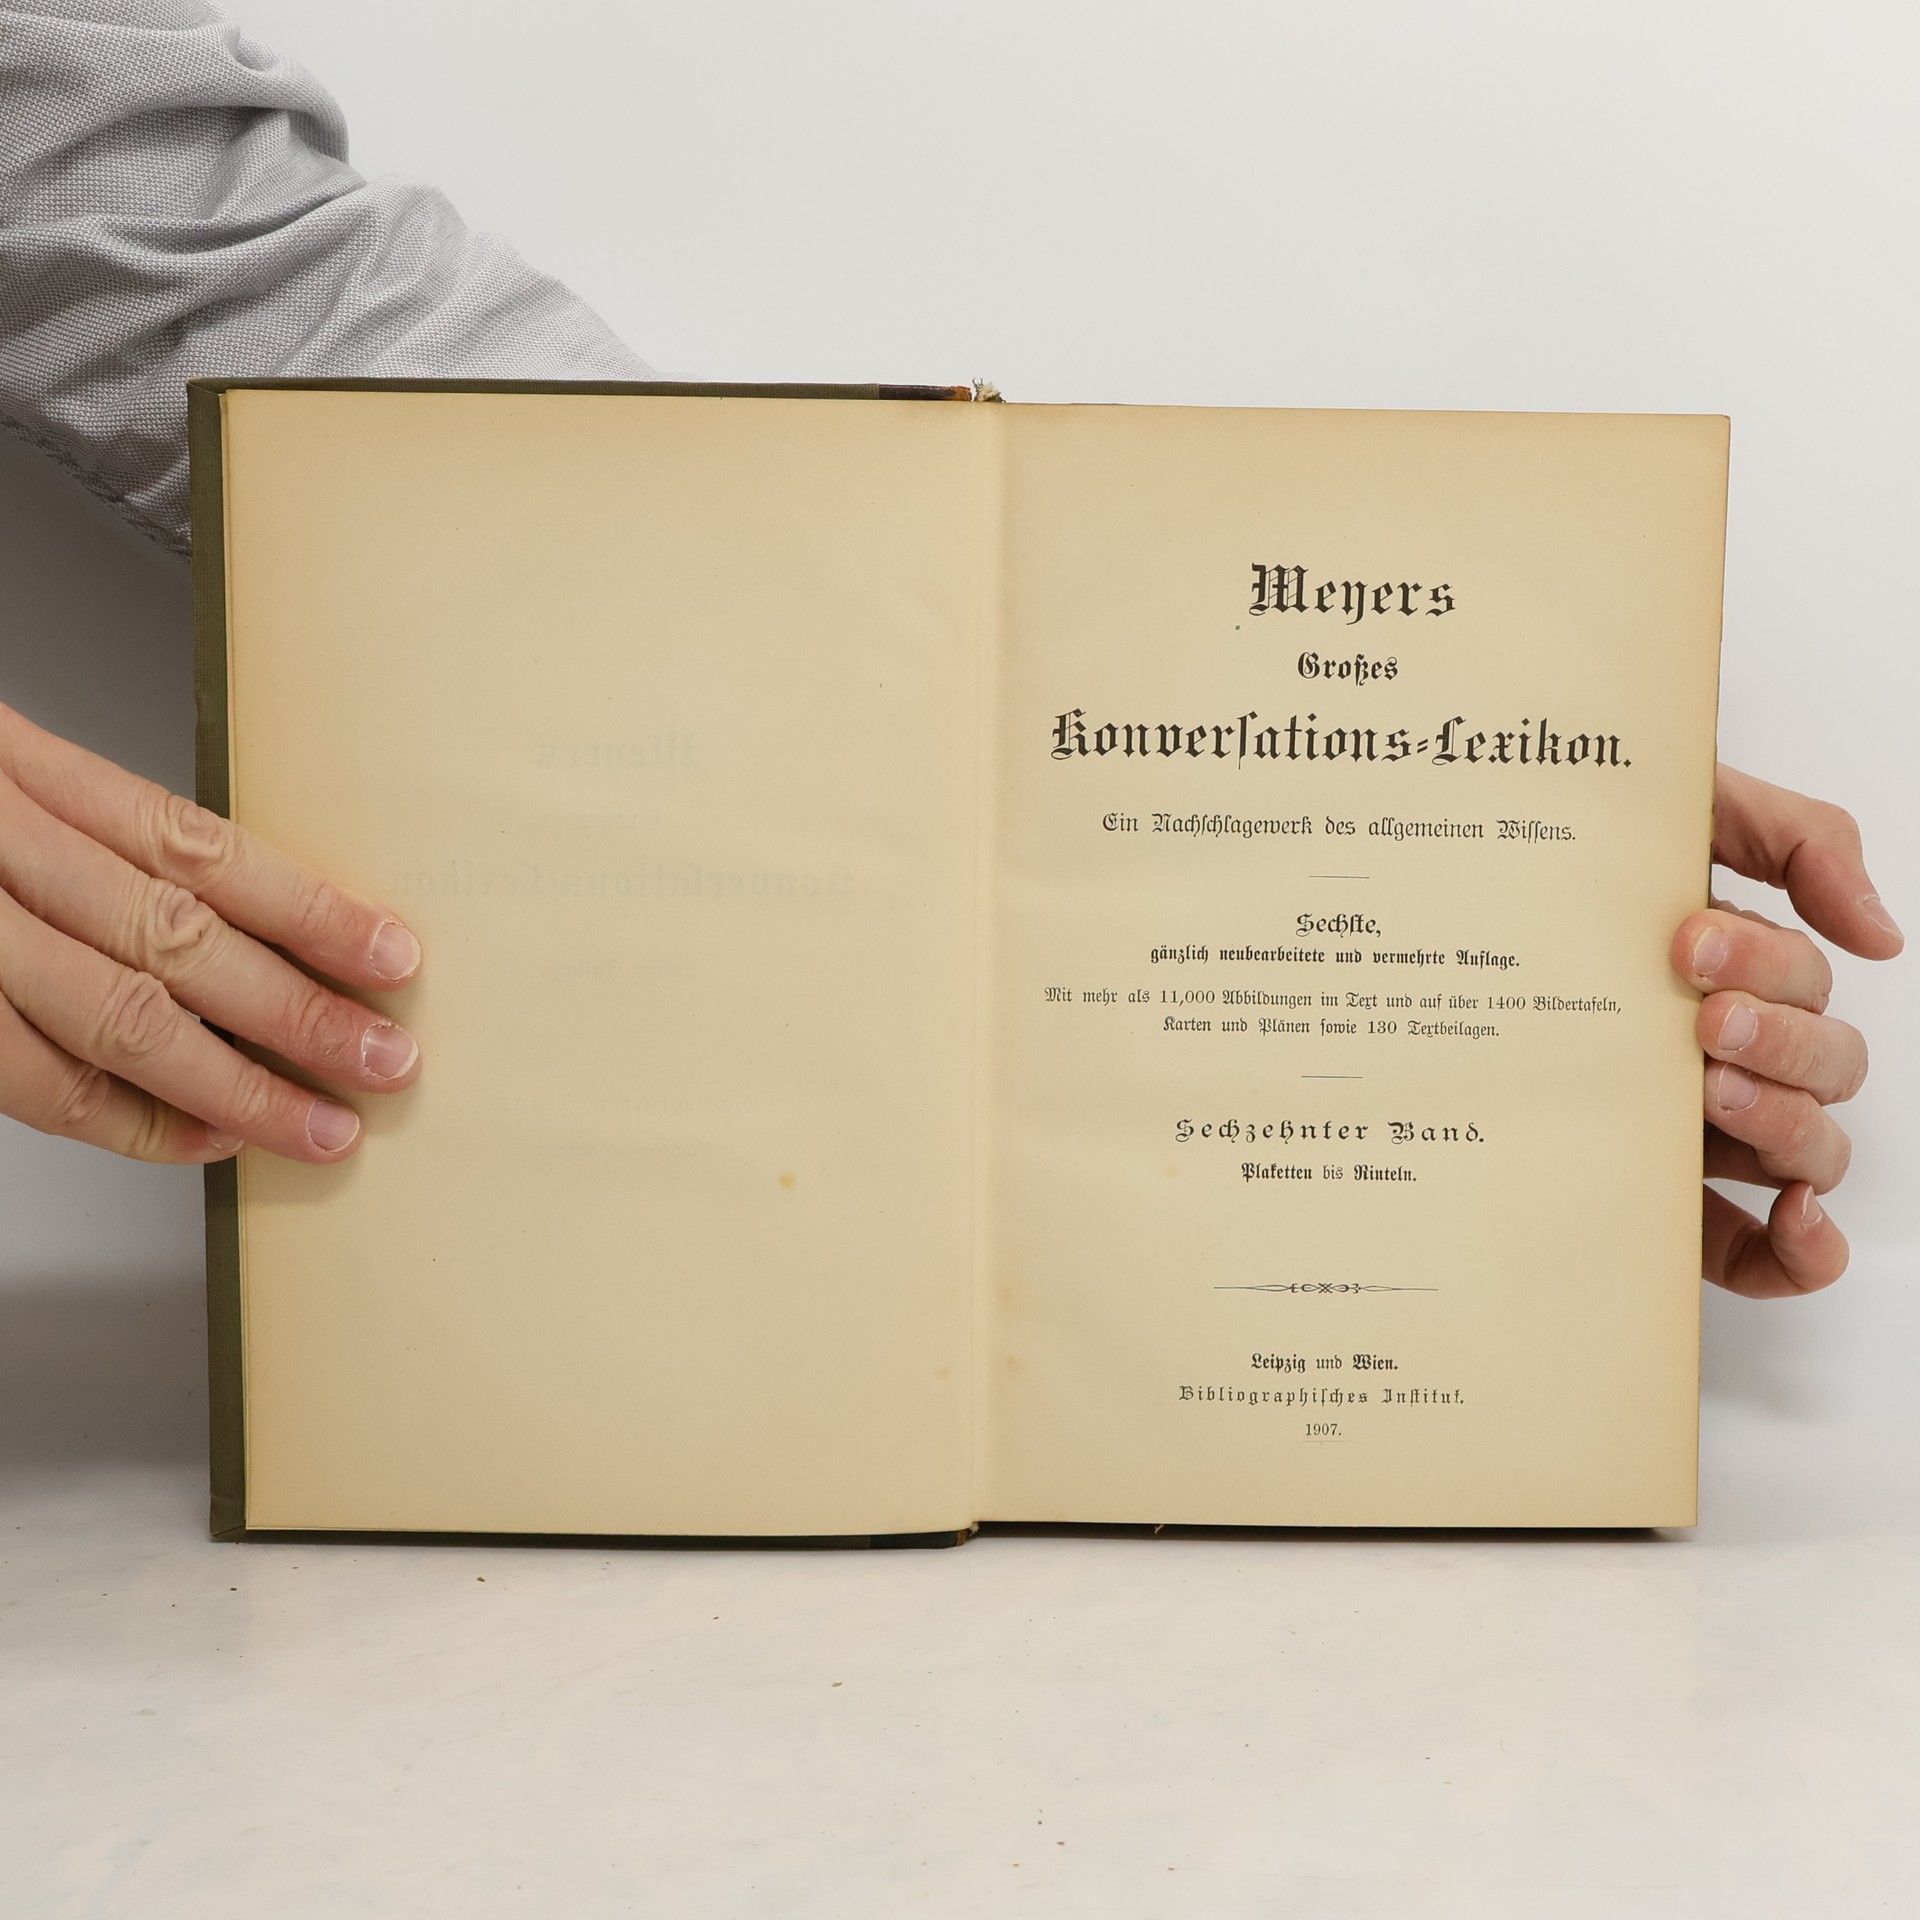 Meyers
Großes
Konverſations-Lexikon.
Ein Nachſchlagewerk des allgemeinen Wiſſens.
Sechſte,
gänzlich neubearbeitete und vermehrte Auflage.
Mit mehr als 11,000 Abbildungen im Text und auf über 1400 Bildertafeln,
Karten und Plänen ſowie 130 Textbeilagen.
Sechzehnter Band.
Plaketten bis Rinteln.
Leipzig und Wien.
Bibliographiſches Inſtitut.
1907.